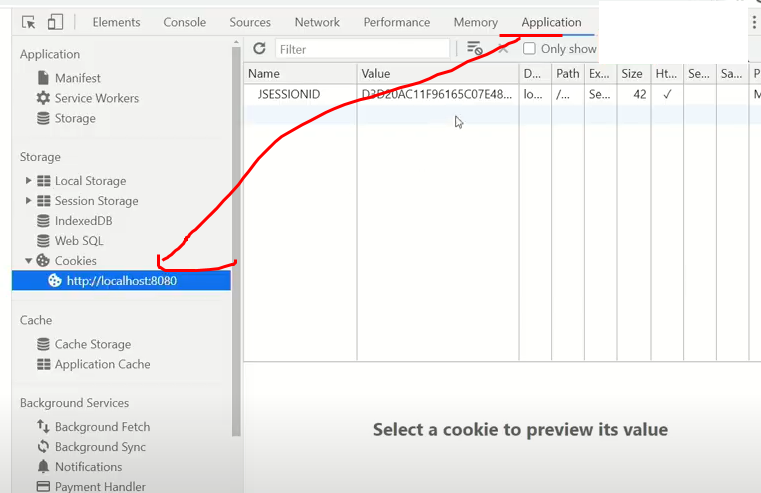 Elements Console Sources Network Performance Memory Application
Application
Manifest
Service Workers
Storage
Storage
Local Storage
Session Storage
IndexedDB
Web SQL
Cookies
http://localhost:8080
Cache
Cache Storage
Application Cache
Background Services
Background Fetch
Background Sync
Notifications
Payment Handler
Filter Only show
Name Value D... Path Ex... Size Ht... Se... Sa... P
JSESSIONID D3D20AC11F96165C07E48... lo... /... Se... 42 ✓ M
Select a cookie to preview its value